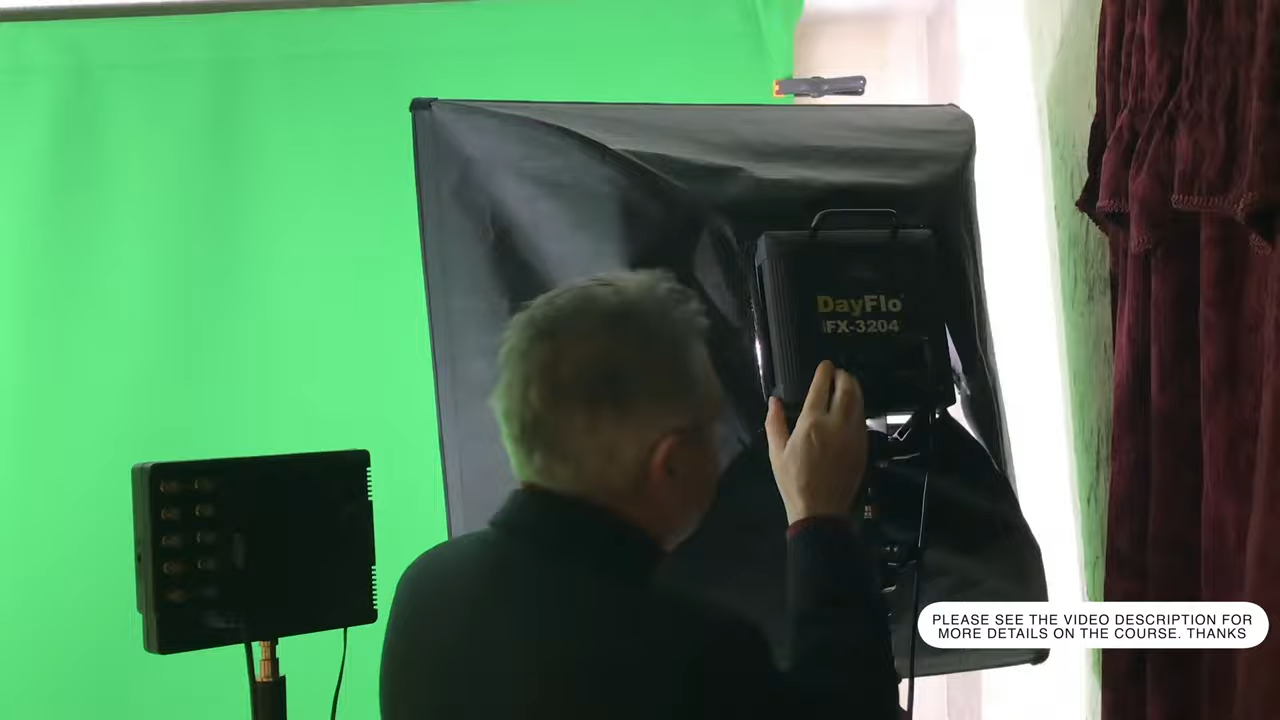 DayFlo
FX-3204
PLEASE SEE THE VIDEO DESCRIPTION FOR
MORE DETAILS ON THE COURSE. THANKS